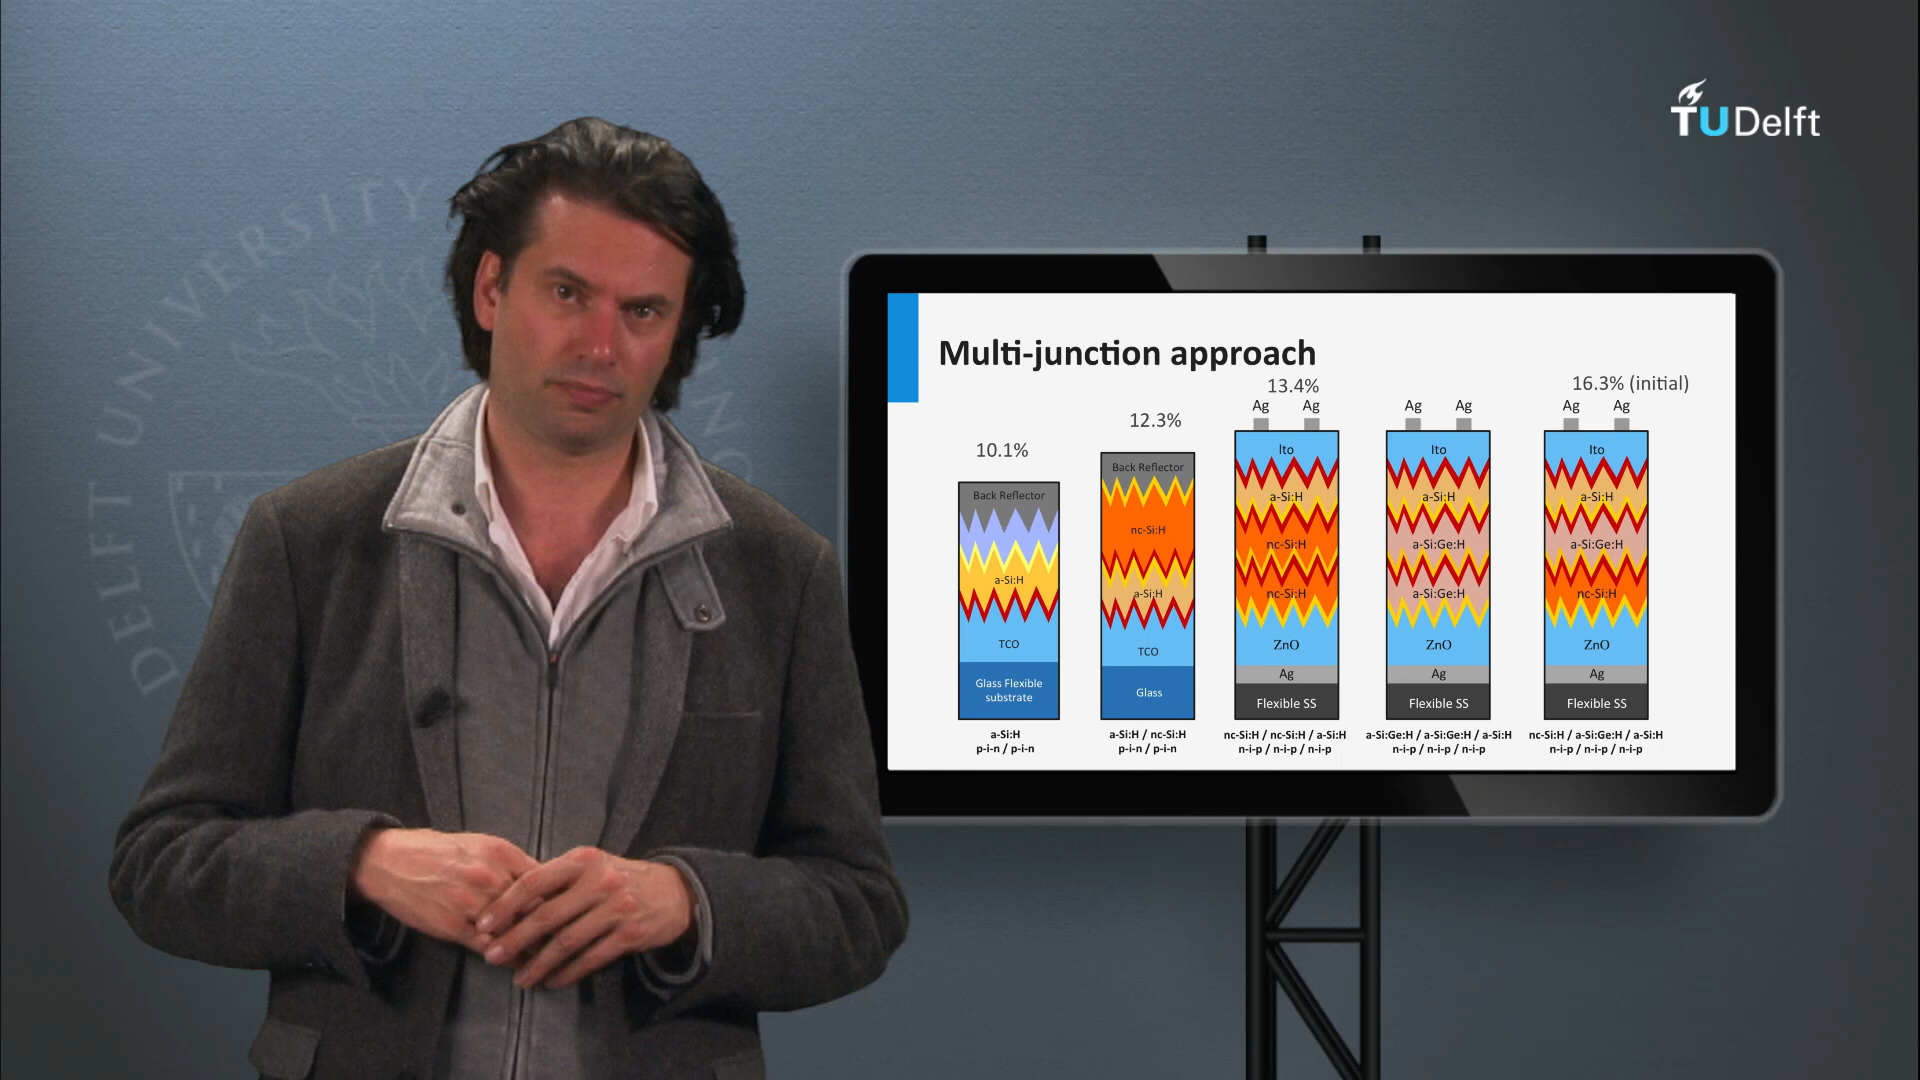 DELFT UNIVERSITY
TU Delft
Multi-junction approach
10.1%
Back Reflector
a-Si:H
TCO
Glass Flexible
substrate
a-Si:H
p-i-n / p-i-n
12.3%
Back Reflector
nc-Si:H
a-Si:H
TCO
Glass
a-Si:H / nc-Si:H
p-i-n / p-i-n
13.4%
Ag Ag
Ito
a-Si:H
nc-Si:H
nc-Si:H
ZnO
Ag
Flexible SS
nc-Si:H / nc-Si:H / a-Si:H
n-i-p / n-i-p / n-i-p
Ag Ag
Ito
a-Si:H
a-Si:Ge:H
a-Si:Ge:H
ZnO
Ag
Flexible SS
a-Si:Ge:H / a-Si:Ge:H / a-Si:H
n-i-p / n-i-p / n-i-p
16.3% (initial)
Ag Ag
Ito
a-Si:H
a-Si:Ge:H
nc-Si:H
ZnO
Ag
Flexible SS
nc-Si:H / a-Si:Ge:H / a-Si:H
n-i-p / n-i-p / n-i-p